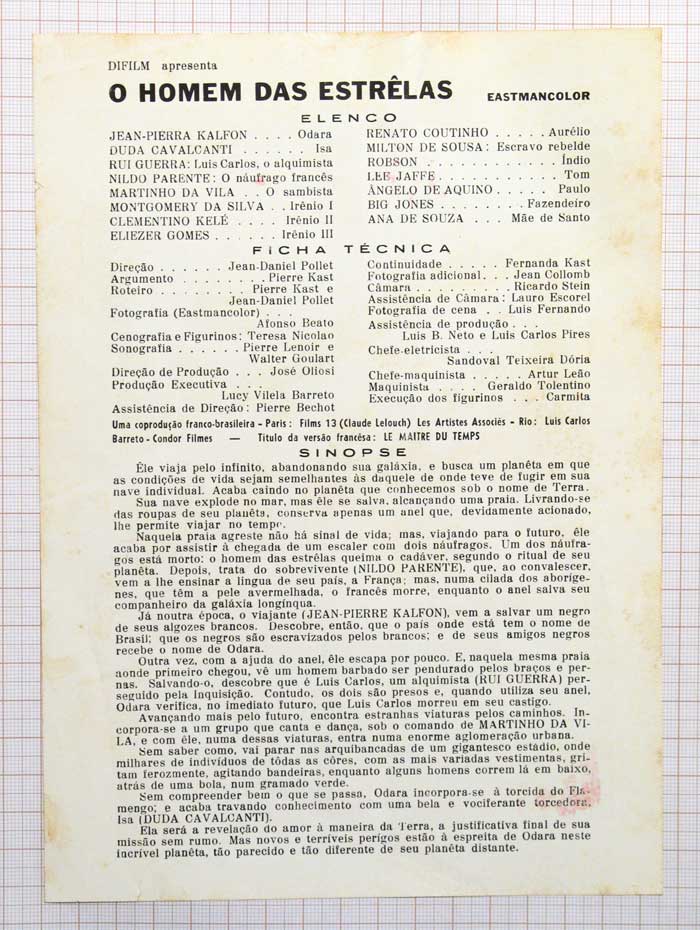 DIFILM apresenta
O HOMEM DAS ESTRÊLAS EASTMANCOLOR
ELENCO
JEAN-PIERRA KALFON . . . . Odara
DUDA CAVALCANTI . . . . . . Isa
RUI GUERRA: Luis Carlos, o alquimista
NILDO PARENTE: O náufrago francês
MARTINHO DA VILA . . O sambista
MONTGOMERY DA SILVA . . Irênio I
CLEMENTINO KELÉ . . . . Irênio II
ELIEZER GOMES . . . . . . Irênio III
RENATO COUTINHO . . . . . Aurélio
MILTON DE SOUSA: Escravo rebelde
ROBSON . . . . . . . . . . . . Índio
LEE JAFFE . . . . . . . . . . . Tom
ÂNGELO DE AQUINO . . . . Paulo
BIG JONES . . . . . . . . Fazendeiro
ANA DE SOUZA . . . Mãe de Santo
FICHA TÉCNICA
Direção . . . . . . Jean-Daniel Pollet
Argumento . . . . . . . . Pierre Kast
Roteiro . . . . . . . . Pierre Kast e
Jean-Daniel Pollet
Fotografia (Eastmancolor) . . .
Afonso Beato
Cenografia e Figurinos: Teresa Nicolao
Sonografia . . . . . . Pierre Lenoir e
Walter Goulart
Direção de Produção . . . José Oliosi
Produção Executiva . . .
Lucy Vilela Barreto
Assistência de Direção: Pierre Bechot
Continuidade . . . . . Fernanda Kast
Fotografia adicional. . . Jean Collomb
Câmara . . . . . . . . . Ricardo Stein
Assistência de Câmara: Lauro Escorel
Fotografia de cena . . Luis Fernando
Assistência de produção . . .
Luis B. Neto e Luis Carlos Pires
Chefe-eletricista . . .
Sandoval Teixeira Dória
Chefe-maquinista . . . . . Artur Leão
Maquinista . . . . Geraldo Tolentino
Execução dos figurinos . . . Carmita
Uma coprodução franco-brasileira - Paris: Films 13 (Claude Lelouch) Les Artistes Associés - Rio: Luis Carlos
Barreto - Condor Filmes — Titulo da versão francêsa: LE MAITRE DU TEMPS
SINOPSE
Êle viaja pelo infinito, abandonando sua galáxia, e busca um planêta em que
as condições de vida sejam semelhantes às daquele de onde teve de fugir em sua
nave individual. Acaba caindo no planêta que conhecemos sob o nome de Terra.
Sua nave explode no mar, mas êle se salva, alcançando uma praia. Livrando-se
das roupas de seu planêta, conserva apenas um anel que, devidamente acionado,
lhe permite viajar no tempo.
Naquela praia agreste não há sinal de vida; mas, viajando para o futuro, êle
acaba por assistir à chegada de um escaler com dois náufragos. Um dos náufra-
gos está morto: o homem das estrêlas queima o cadáver, segundo o ritual de seu
planêta. Depois, trata do sobrevivente (NILDO PARENTE), que, ao convalescer,
vem a lhe ensinar a lingua de seu país, a França; mas, numa cilada dos aboríge-
nes, que têm a pele avermelhada, o francês morre, enquanto o anel salva seu
companheiro da galáxia longínqua.
Já noutra época, o viajante (JEAN-PIERRE KALFON), vem a salvar um negro
de seus algozes brancos. Descobre, então, que o país onde está tem o nome de
Brasil; que os negros são escravizados pelos brancos; e de seus amigos negros
recebe o nome de Odara.
Outra vez, com a ajuda do anel, êle escapa por pouco. E, naquela mesma praia
aonde primeiro chegou, vê um homem barbado ser pendurado pelos braços e per-
nas. Salvando-o, descobre que é Luis Carlos, um alquimista (RUI GUERRA) per-
seguido pela Inquisição. Contudo, os dois são presos e, quando utiliza seu anel,
Odara verifica, no imediato futuro, que Luis Carlos morreu em seu castigo.
Avançando mais pelo futuro, encontra estranhas viaturas pelos caminhos. In-
corpora-se a um grupo que canta e dança, sob o comando de MARTINHO DA VI-
LA, e com êle, numa dessas viaturas, entra numa enorme aglomeração urbana.
Sem saber como, vai parar nas arquibancadas de um gigantesco estádio, onde
milhares de indivíduos de tôdas as côres, com as mais variadas vestimentas, gri-
tam ferozmente, agitando bandeiras, enquanto alguns homens correm lá em baixo,
atrás de uma bola, num gramado verde.
Sem compreender bem o que se passa, Odara incorpora-se à torcida do Fla-
mengo; e acaba travando conhecimento com uma bela e vociferante torcedora,
Isa (DUDA CAVALCANTI).
Ela será a revelação do amor à maneira da Terra, a justificativa final de sua
missão sem rumo. Mas novos e terríveis perigos estão à espreita de Odara neste
incrível planêta, tão parecido e tão diferente de seu planêta distante.